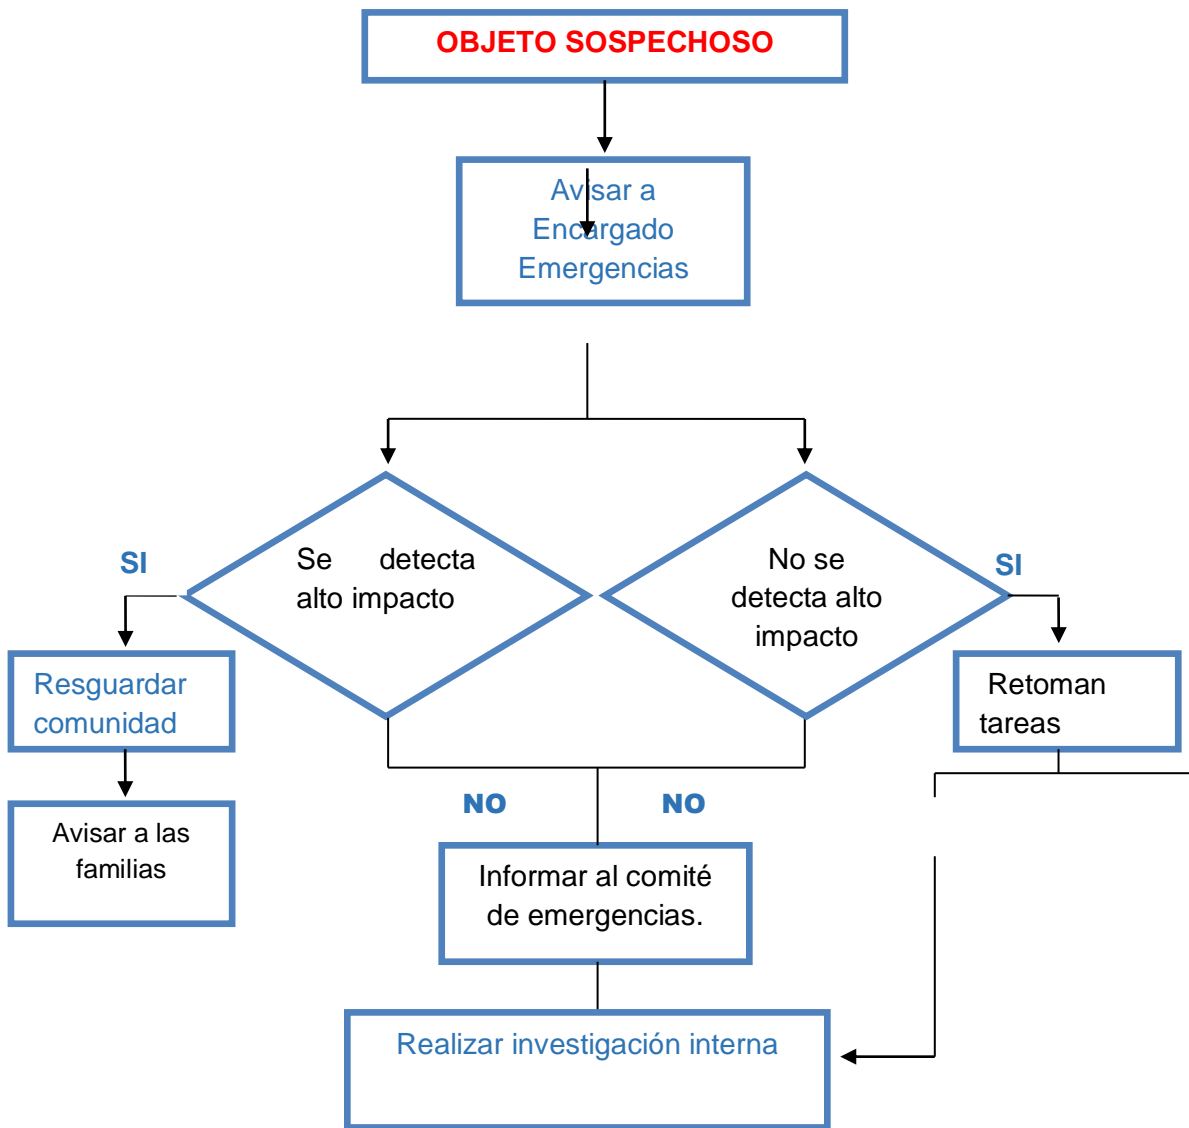 OBJETO SOSPECHOSO
Avisar a
Encargado
Emergencias
SI
Se detecta
alto impacto
No se
detecta alto
impacto
SI
Resguardar
comunidad
Retoman
tareas
NO
NO
Avisar a las
familias
Informar al comité
de emergencias.
Realizar investigación interna